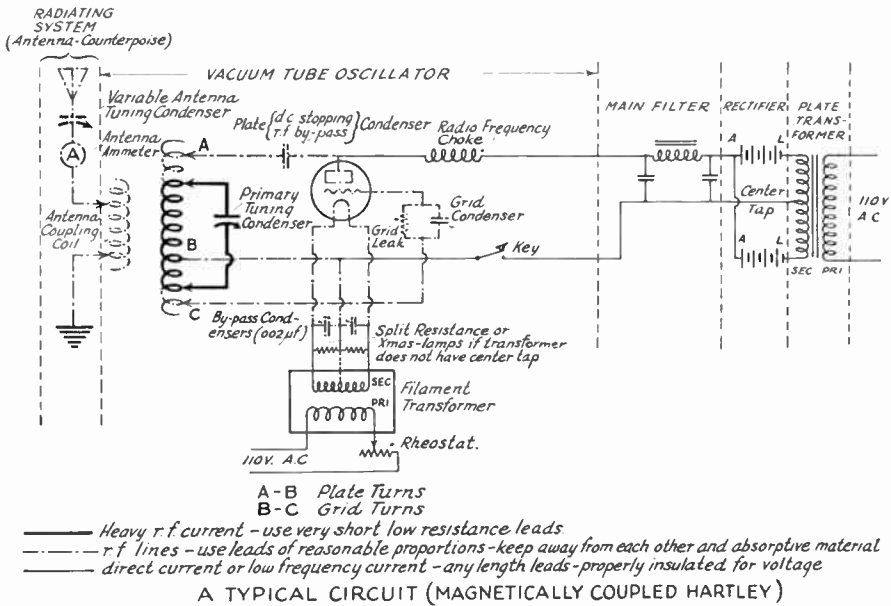 RADIATING
SYSTEM
(Antenna-Counterpoise)
VACUUM TUBE OSCILLATOR
MAIN FILTER
RECTIFIER
PLATE
TRANS-
FORMER
Variable Antenna
Tuning Condenser
Antenna
Ammeter
A
Antenna
Coupling
Coil
A
B
C
Plate {d c stopping
r.f by-pass} Condenser
Radio Frequency
Choke
Primary
Tuning
Condenser
Grid
Leak
Grid
Condenser
Key
A
L
Center
Tap
A
L
SEC
PRI
110V
A C
By-pass Cond-
ensers (.002µf)
Split Resistance or
Xmas-lamps if transformer
does not have center tap
SEC
PRI
Filament
Transformer
Rheostat.
110V. A.C
A-B Plate Turns
B-C Grid Turns
Heavy r.f. current - use very short low resistance leads
r.f lines - use leads of reasonable proportions - keep away from each other and absorptive material
direct current or low frequency current - any length leads - properly insulated for voltage
A TYPICAL CIRCUIT (MAGNETICALLY COUPLED HARTLEY)